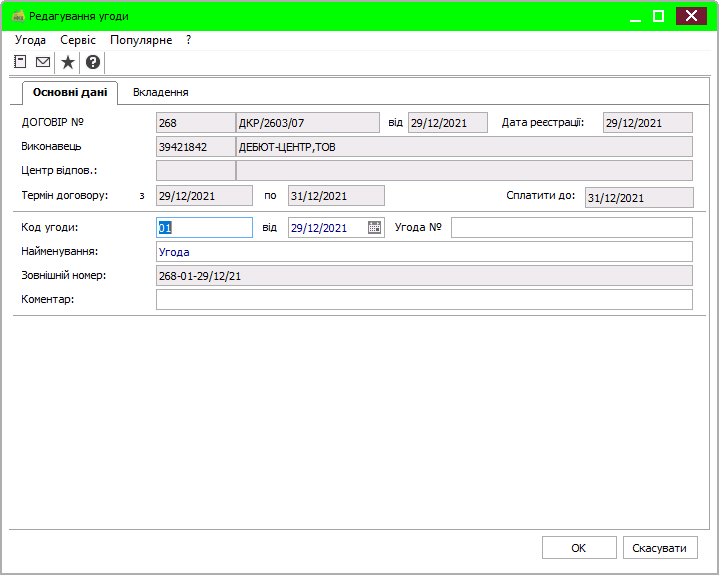 Редагування угоди
Угода Сервіс Популярне ?
Основні дані Вкладення
ДОГОВІР № 268 ДКР/2603/07 від 29/12/2021 Дата реєстрації: 29/12/2021
Виконавець 39421842 ДЕБЮТ-ЦЕНТР,ТОВ
Центр відпов.:
Термін договору: з 29/12/2021 по 31/12/2021 Сплатити до: 31/12/2021
Код угоди: 01 від 29/12/2021 Угода №
Найменування: Угода
Зовнішній номер: 268-01-29/12/21
Коментар:
OK Скасувати